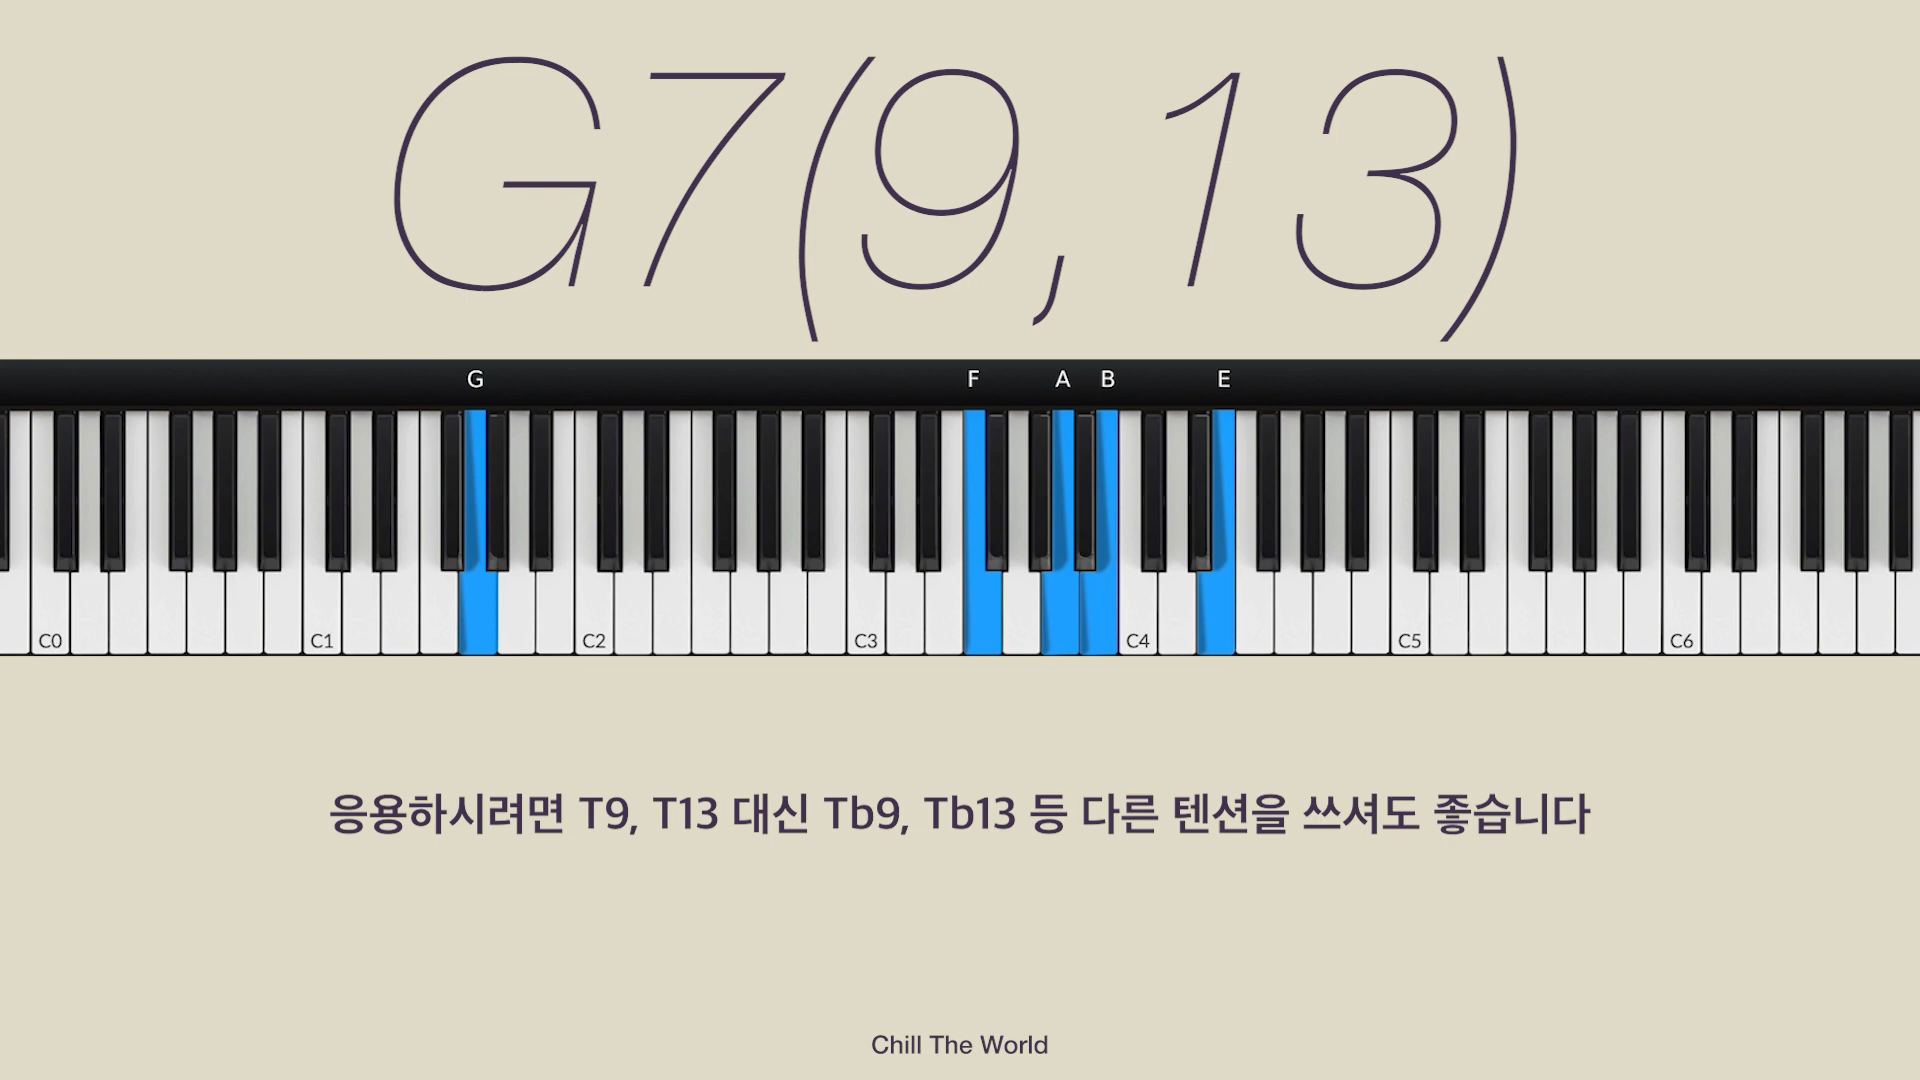 G7(9, 13)
G F A B E
C0 C1 C2 C3 C4 C5 C6
응용하시려면 T9, T13 대신 Tb9, Tb13 등 다른 텐션을 쓰셔도 좋습니다
Chill The World